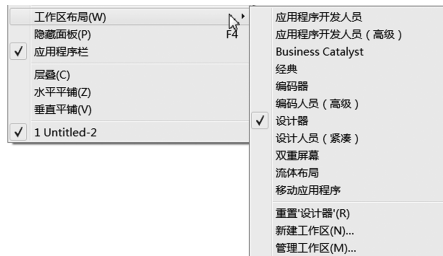 工作区布局(W)
隐藏面板(P) F4
应用程序栏
层叠(C)
水平平铺(Z)
垂直平铺(V)
1 Untitled-2
应用程序开发人员
应用程序开发人员（高级）
Business Catalyst
经典
编码器
编码人员（高级）
设计器
设计人员（紧凑）
双重屏幕
流体布局
移动应用程序
重置'设计器'(R)
新建工作区(N)...
管理工作区(M)...